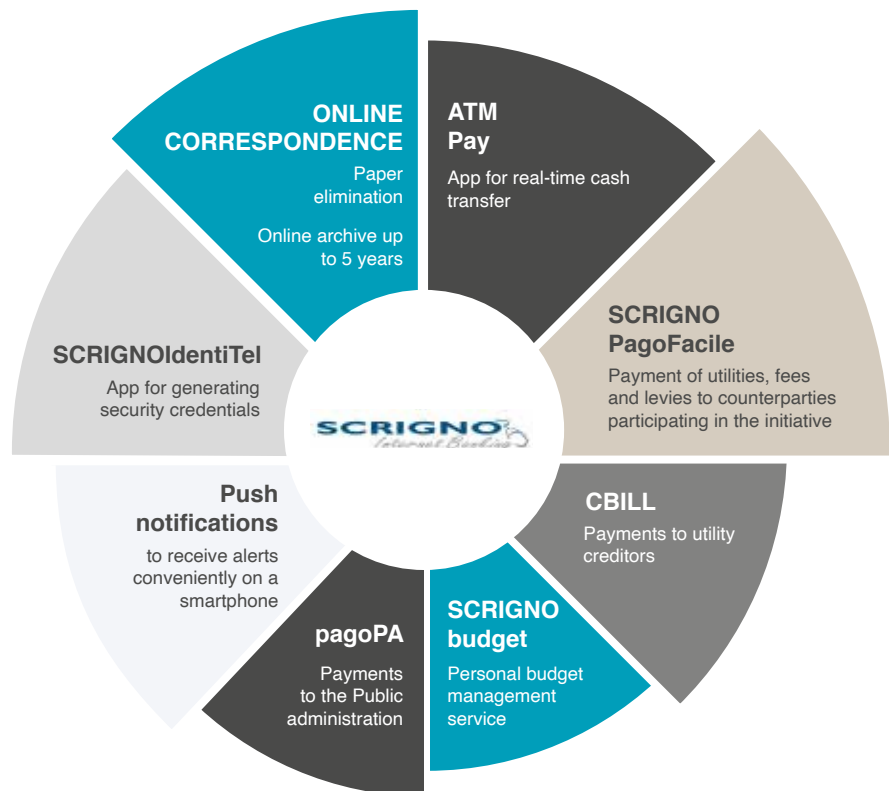 ONLINE
CORRESPONDENCE
Paper
elimination
Online archive up
to 5 years
ATM
Pay
App for real-time cash
transfer
SCRIGNO
PagoFacile
Payment of utilities, fees
and levies to counterparties
participating in the initiative
CBILL
Payments to utility
creditors
SCRIGNO
budget
Personal budget
management
service
pagoPA
Payments
to the Public
administration
Push
notifications
to receive alerts
conveniently on a
smartphone
SCRIGNOIdentiTel
App for generating
security credentials
SCRIGNO
Internet Banking